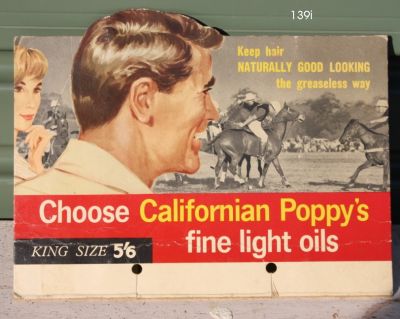 139i
Keep hair
NATURALLY GOOD LOOKING
the greaseless way
Choose Californian Poppy's
fine light oils
KING SIZE 5'6